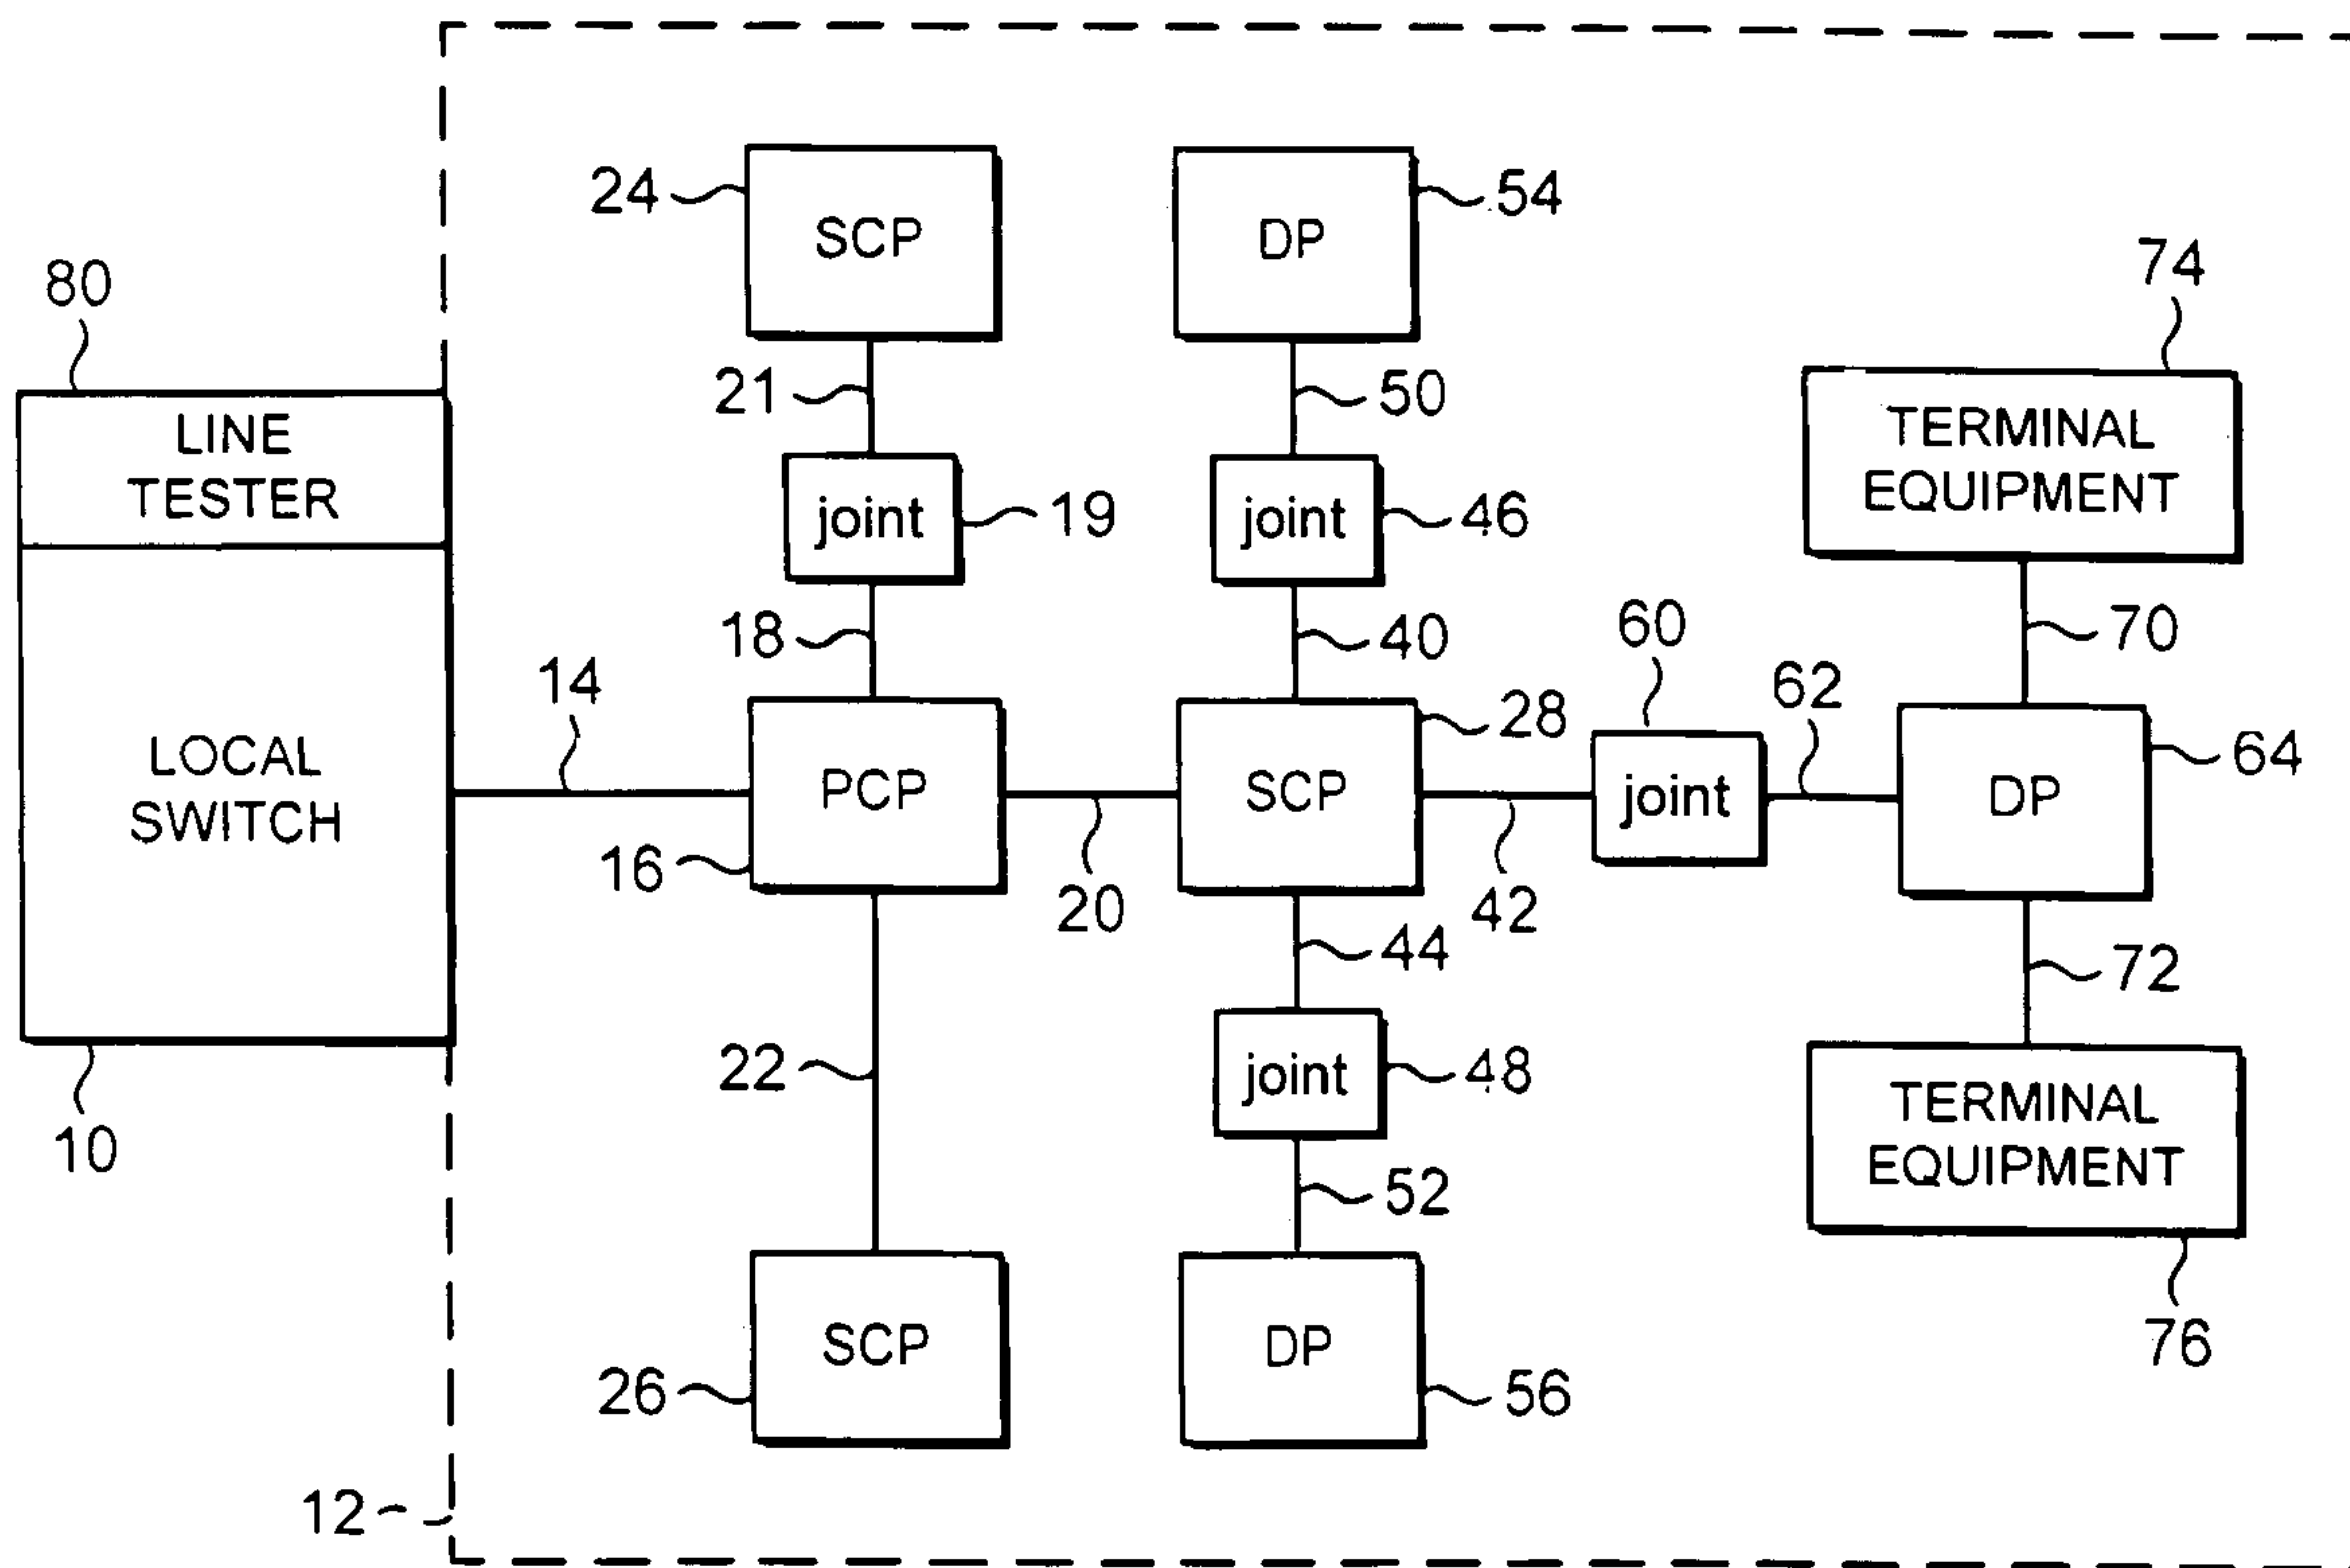 24
SCP
DP
54
80
74
21
50
LINE
TESTER
TERMINAL
EQUIPMENT
joint
19
joint
46
18
40
60
70
14
28
62
LOCAL
SWITCH
PCP
SCP
joint
DP
64
16
20
42
44
72
22
joint
48
TERMINAL
EQUIPMENT
10
52
26
SCP
DP
56
76
12